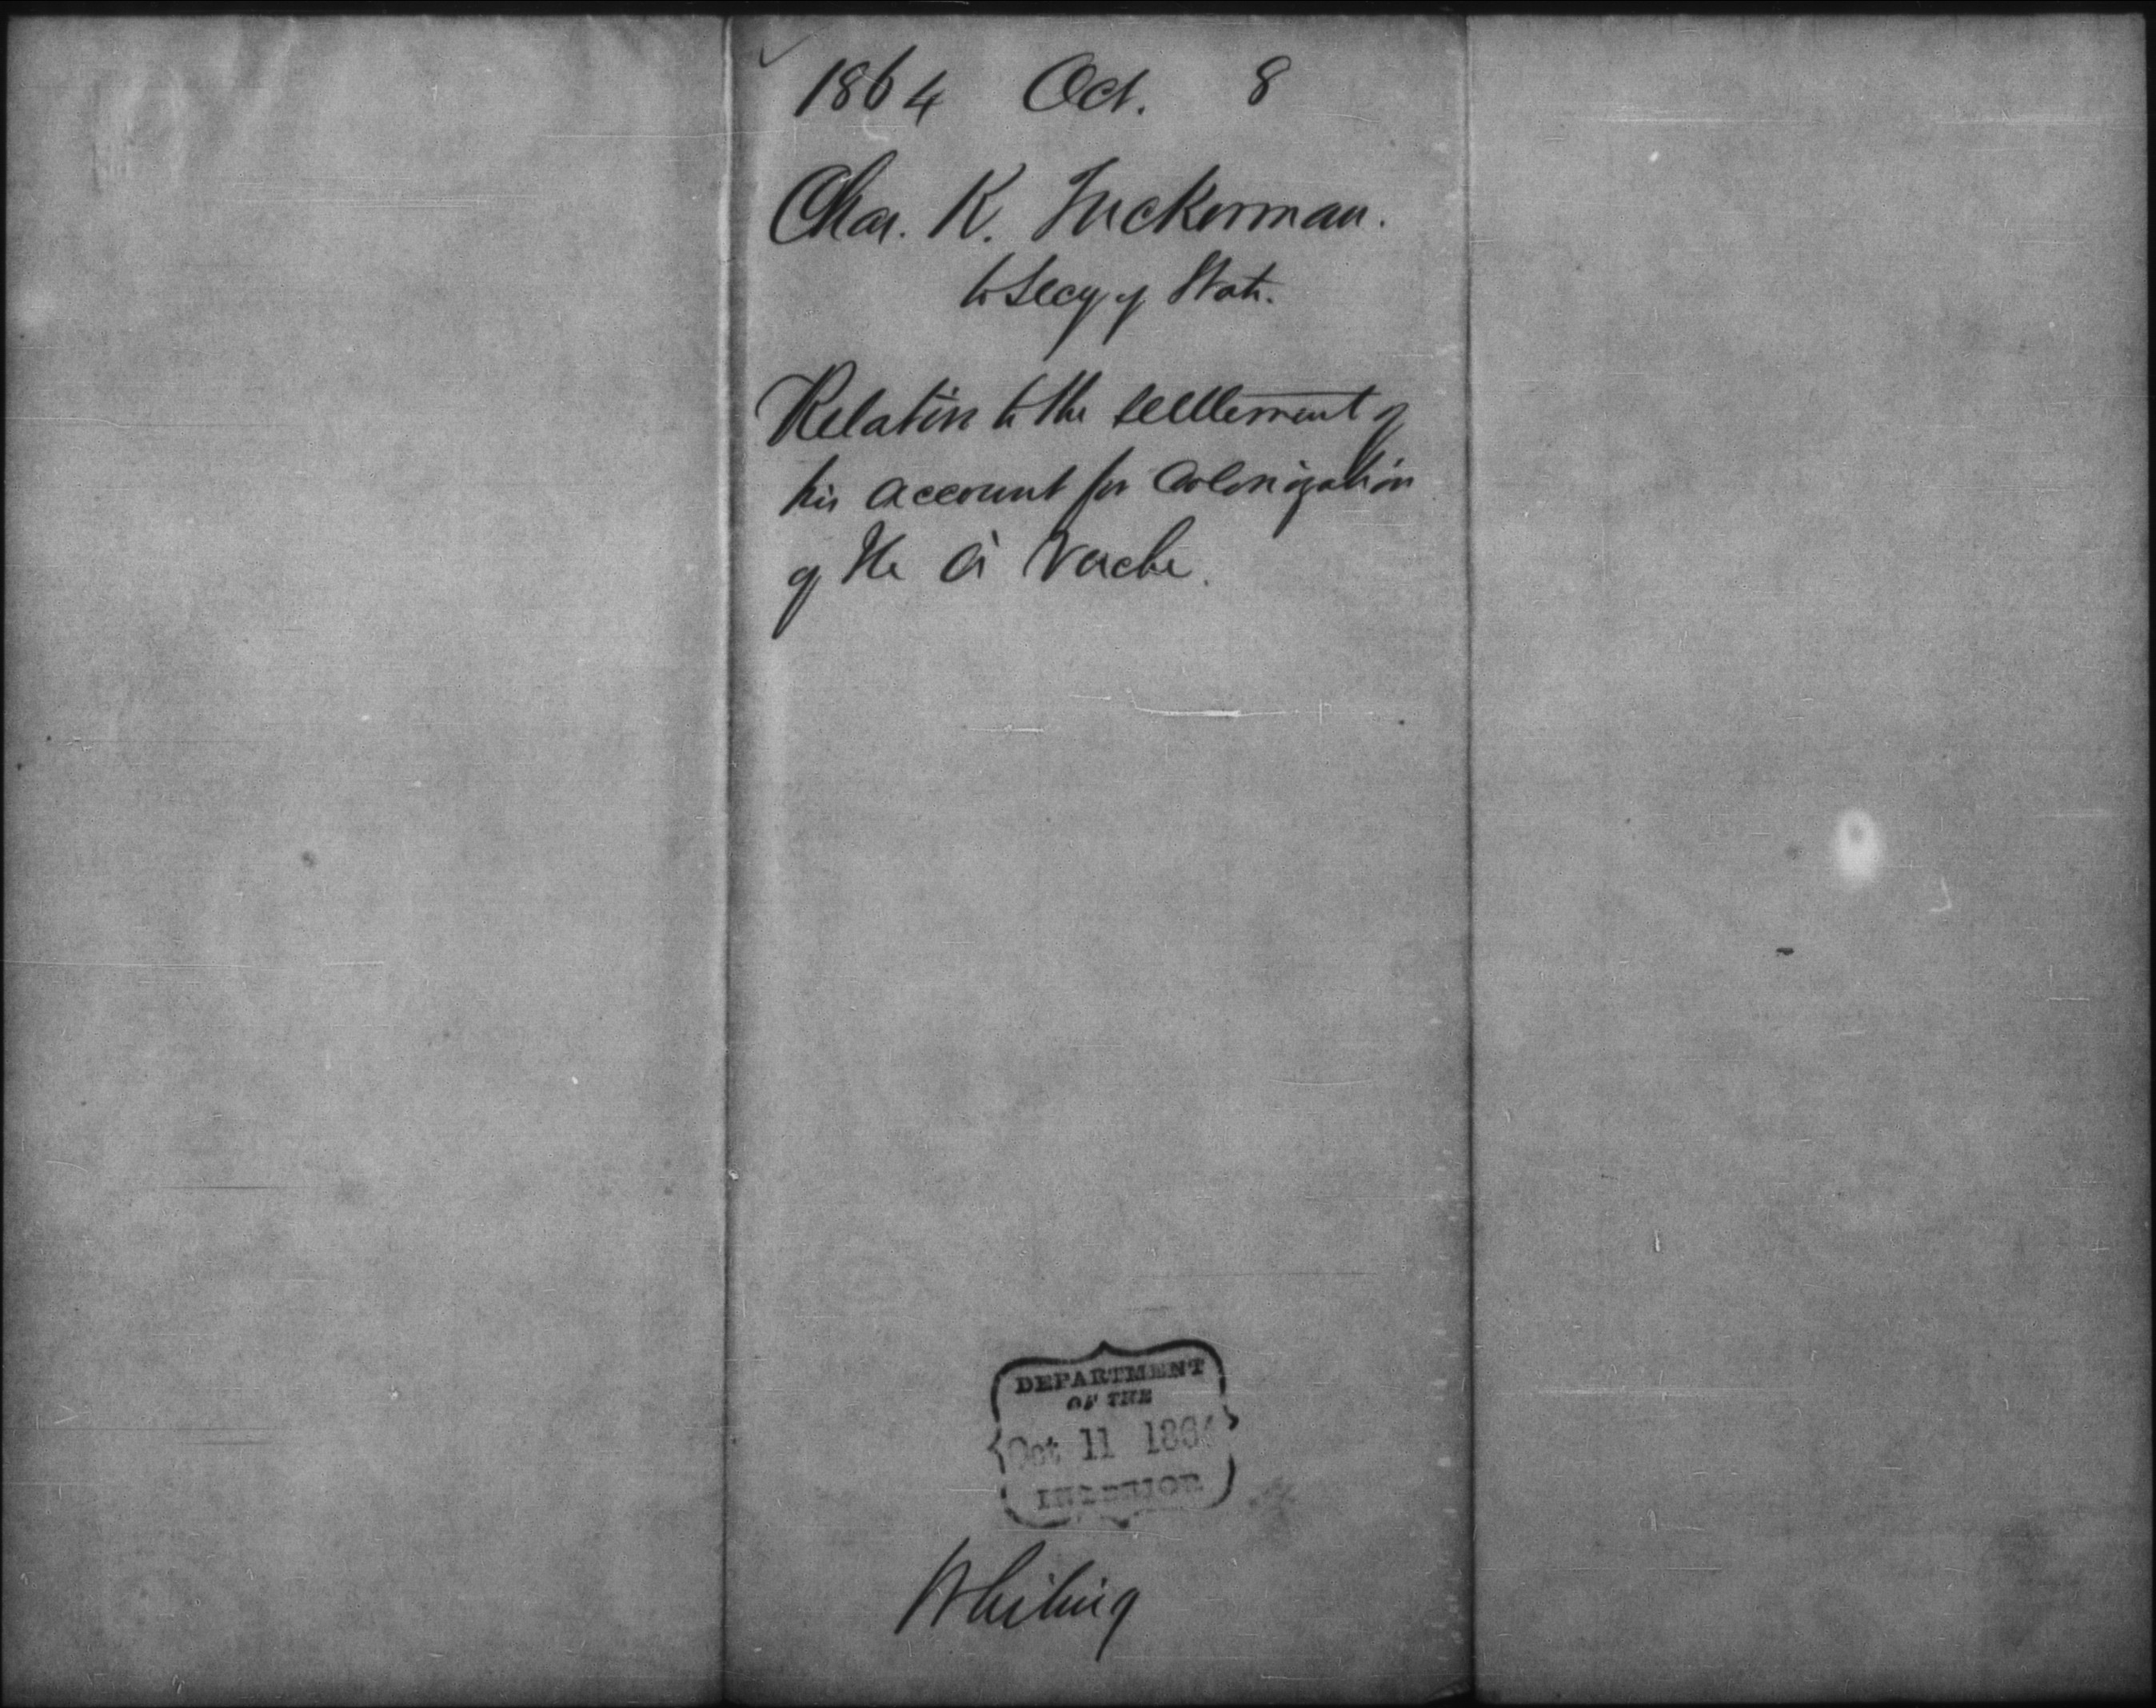 1864 Oct. 8
Chas. K. Tuckerman.
to Secy of State.
Relative to the settlement of
his account for Colonization
of Ile à Vache.
DEPARTMENT
OF THE
Oct 11 1864
INTERIOR
Whiting